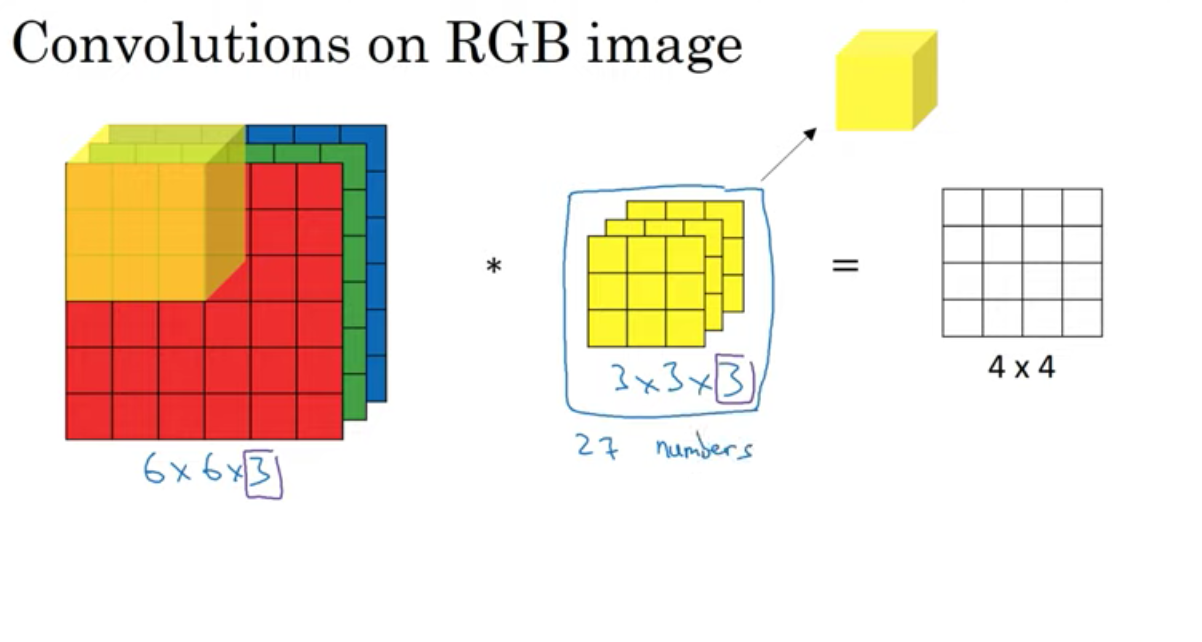 Convolutions on RGB image
*
=
3x3x3
4 x 4
27 numbers
6x6x3